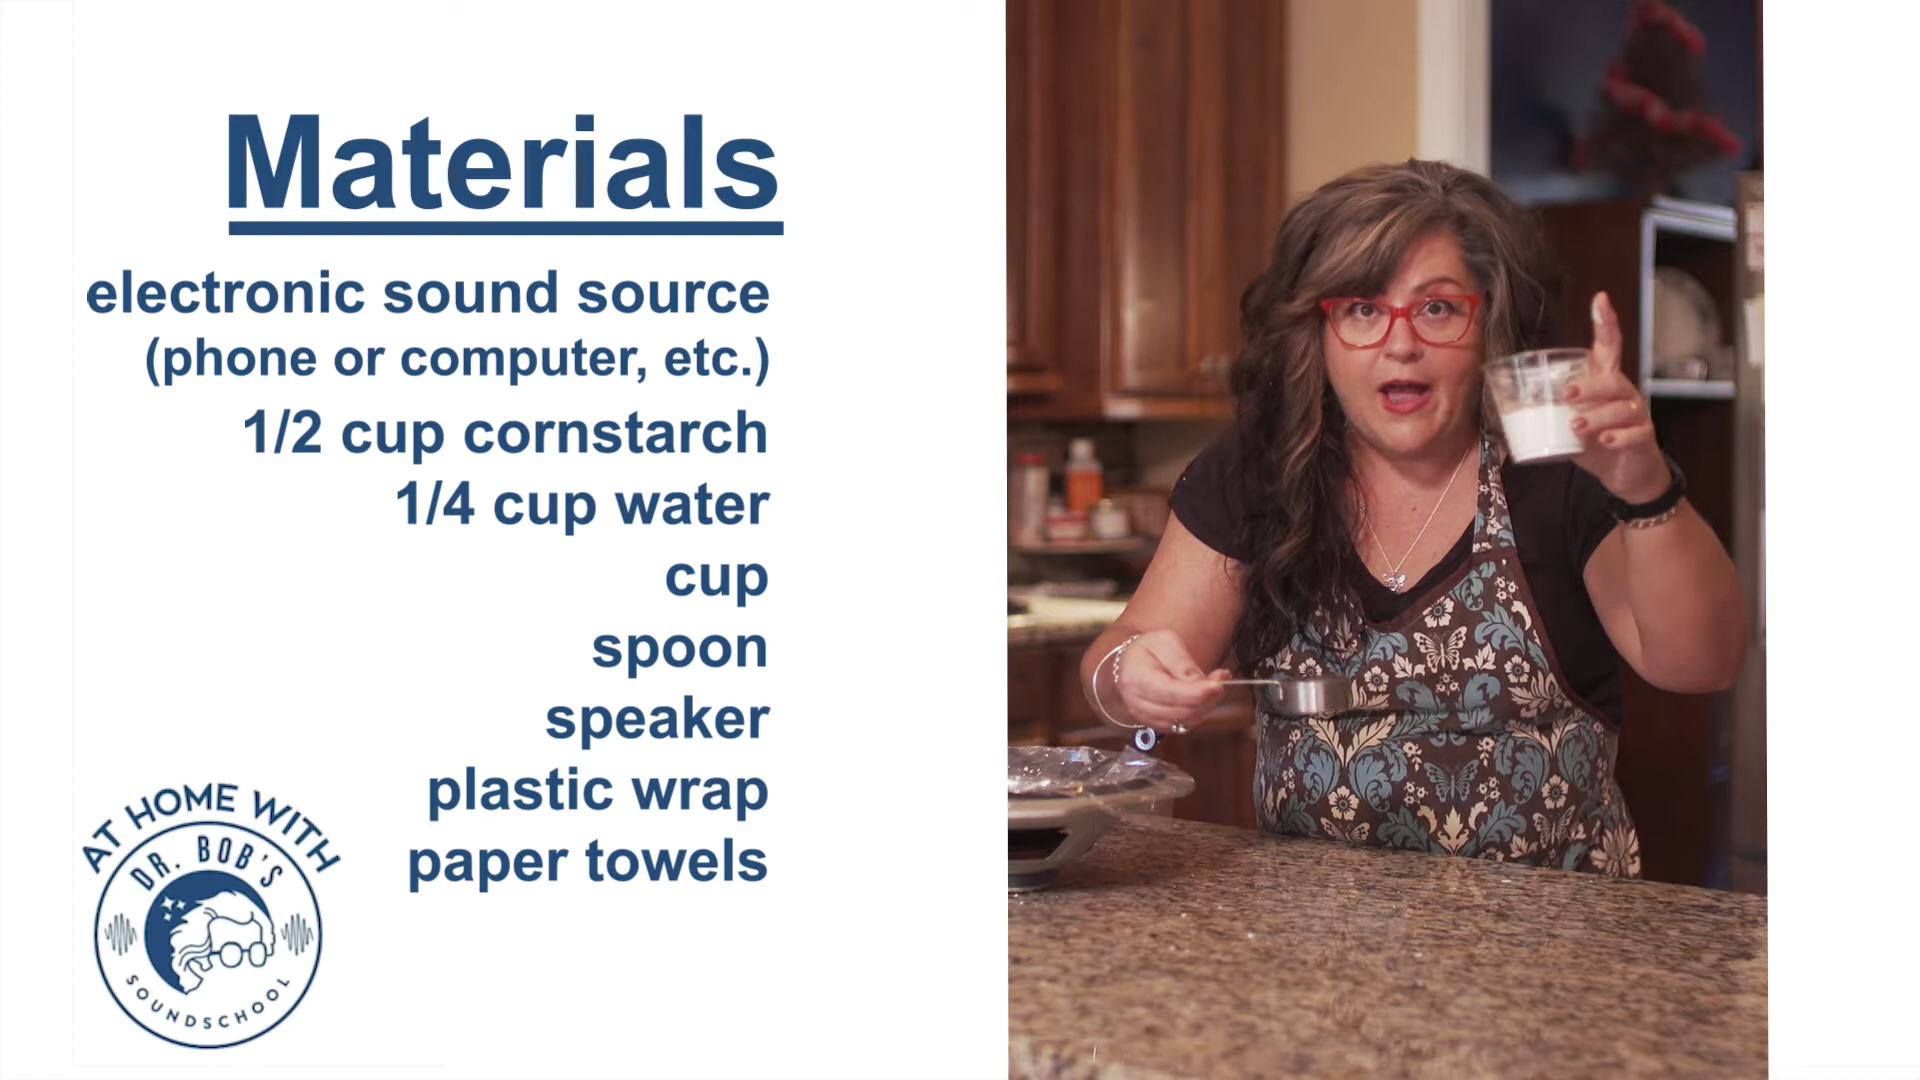 Materials
electronic sound source
(phone or computer, etc.)
1/2 cup cornstarch
1/4 cup water
cup
spoon
speaker
plastic wrap
paper towels
AT HOME WITH
DR. BOB'S
SOUNDSCHOOL